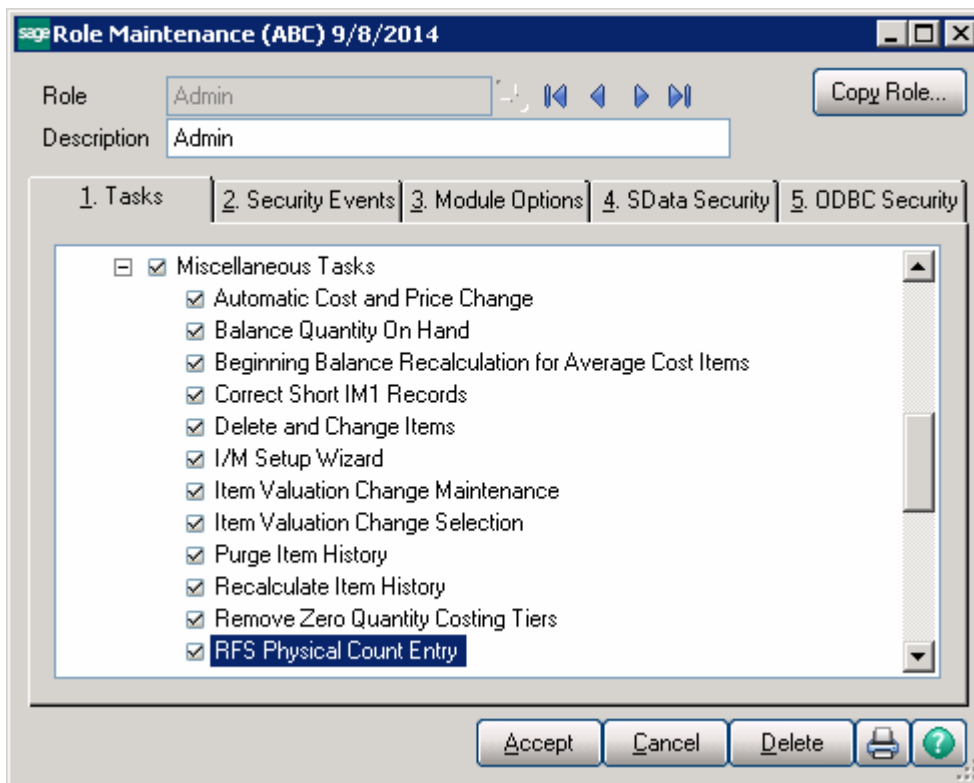 sage Role Maintenance (ABC) 9/8/2014
Role Admin Copy Role...
Description Admin
1. Tasks 2. Security Events 3. Module Options 4. SData Security 5. ODBC Security
Miscellaneous Tasks
Automatic Cost and Price Change
Balance Quantity On Hand
Beginning Balance Recalculation for Average Cost Items
Correct Short IM1 Records
Delete and Change Items
I/M Setup Wizard
Item Valuation Change Maintenance
Item Valuation Change Selection
Purge Item History
Recalculate Item History
Remove Zero Quantity Costing Tiers
RFS Physical Count Entry
Accept Cancel Delete ?